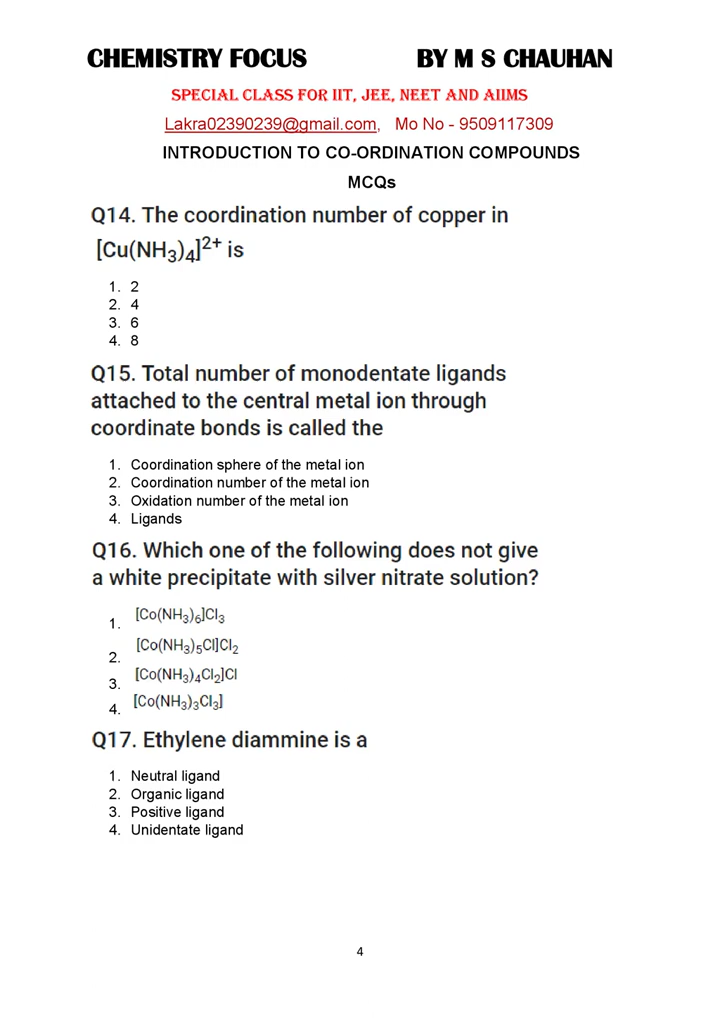 CHEMISTRY FOCUS BY M S CHAUHAN
SPECIAL CLASS FOR IIT, JEE, NEET AND AIIMS
Lakra02390239@gmail.com, Mo No - 9509117309
INTRODUCTION TO CO-ORDINATION COMPOUNDS
MCQs
Q14. The coordination number of copper in
[Cu(NH₃)₄]²⁺ is
1. 2
2. 4
3. 6
4. 8
Q15. Total number of monodentate ligands
attached to the central metal ion through
coordinate bonds is called the
1. Coordination sphere of the metal ion
2. Coordination number of the metal ion
3. Oxidation number of the metal ion
4. Ligands
Q16. Which one of the following does not give
a white precipitate with silver nitrate solution?
1. [Co(NH₃)₆]Cl₃
2. [Co(NH₃)₅Cl]Cl₂
3. [Co(NH₃)₄Cl₂]Cl
4. [Co(NH₃)₃Cl₃]
Q17. Ethylene diammine is a
1. Neutral ligand
2. Organic ligand
3. Positive ligand
4. Unidentate ligand
4